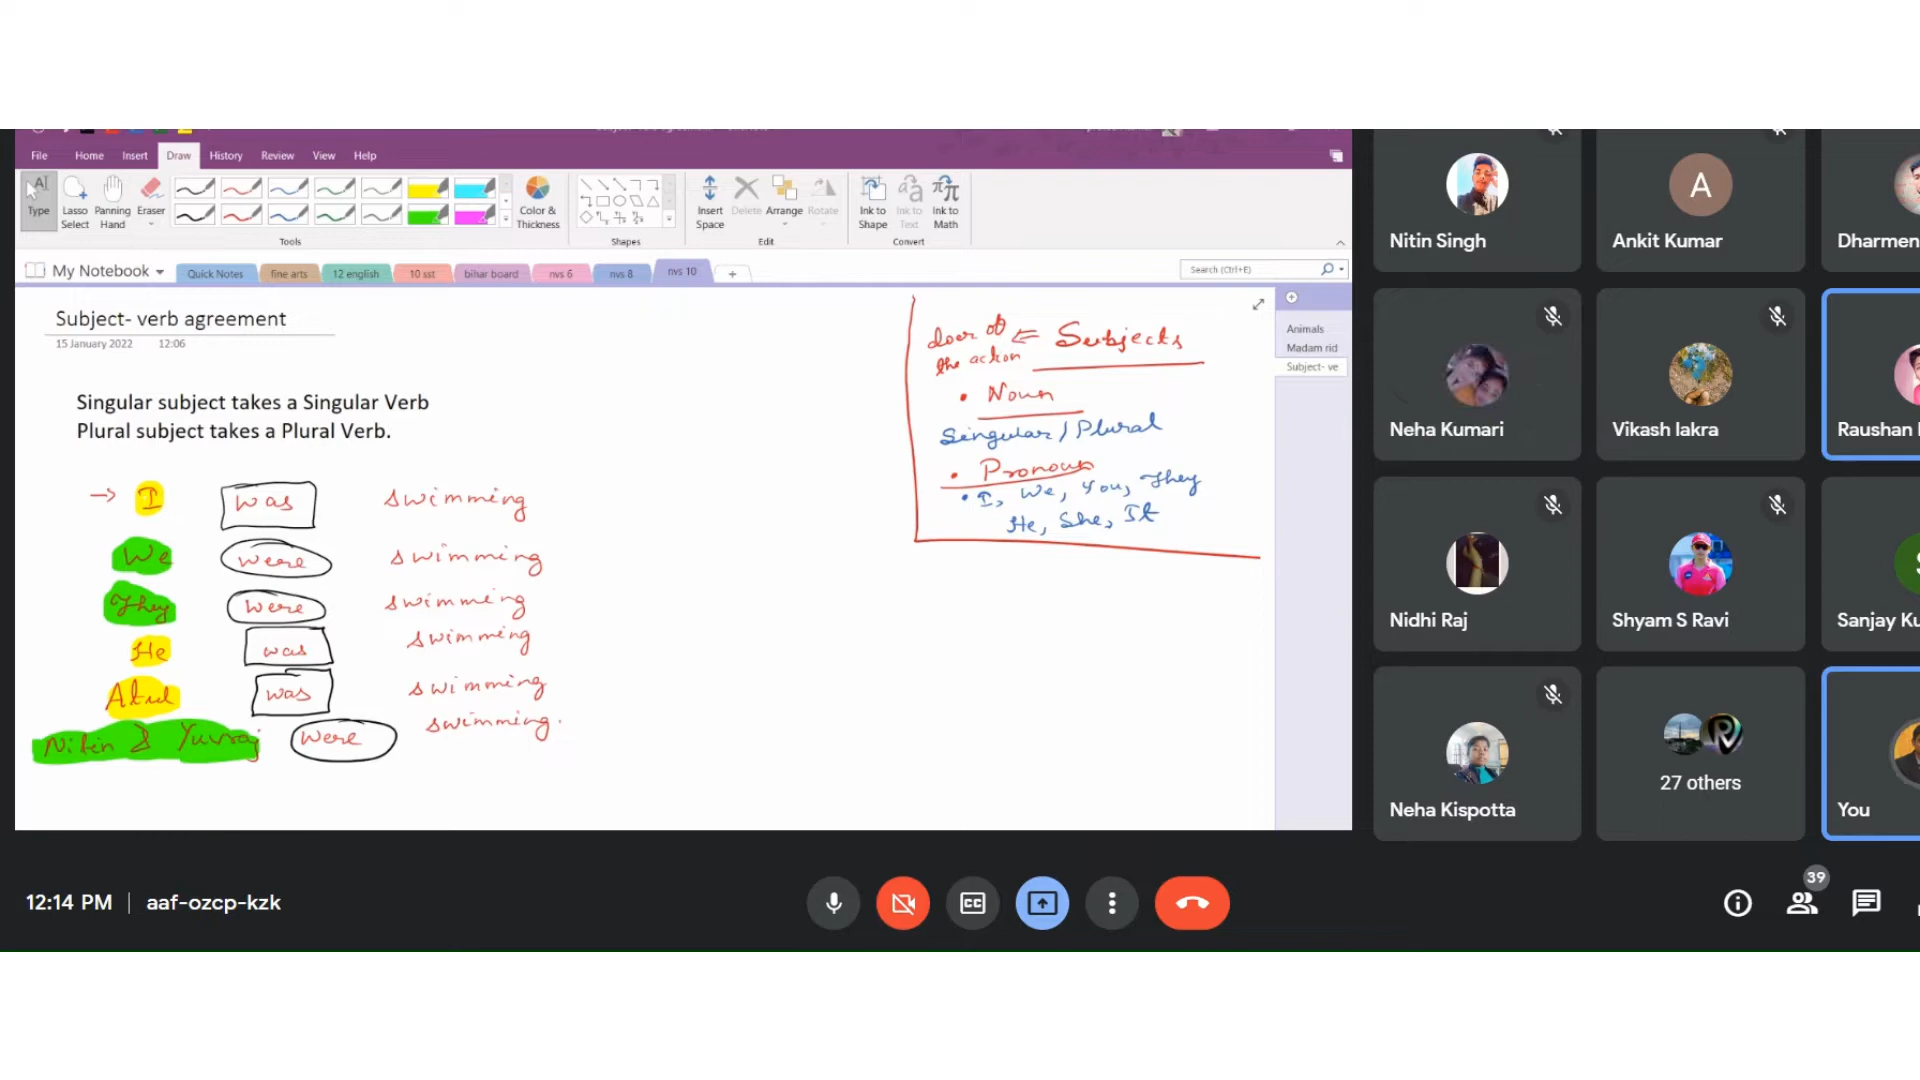 File Home Insert Draw History Review View Help
Type
Lasso Select
Panning Hand
Eraser
Color & Thickness
Insert Space
Delete
Arrange
Rotate
Ink to Shape
Ink to Text
Ink to Math
Tools Shapes Edit Convert
My Notebook Quick Notes fine arts 12 english 10 sst bihar board nvs 6 nvs 8 nvs 10 +
Search (Ctrl+E)
Subject- verb agreement
15 January 2022 12:06
Singular subject takes a Singular Verb
Plural subject takes a Plural Verb.
→ I was swimming
We were swimming
They were swimming
He was swimming
Atul was swimming
Nitin & Yuvraj were swimming.
doer of ⇐ Subjects
the action
• Noun
Singular / Plural
• Pronoun
• I, We, You, They
He, She, It
Animals
Madam rid
Subject- ve
Nitin Singh
A
Ankit Kumar
Dharmen
Neha Kumari
Vikash lakra
Raushan
Nidhi Raj
Shyam S Ravi
Sanjay Ku
Neha Kispotta
27 others
You
12:14 PM | aaf-ozcp-kzk
CC
39